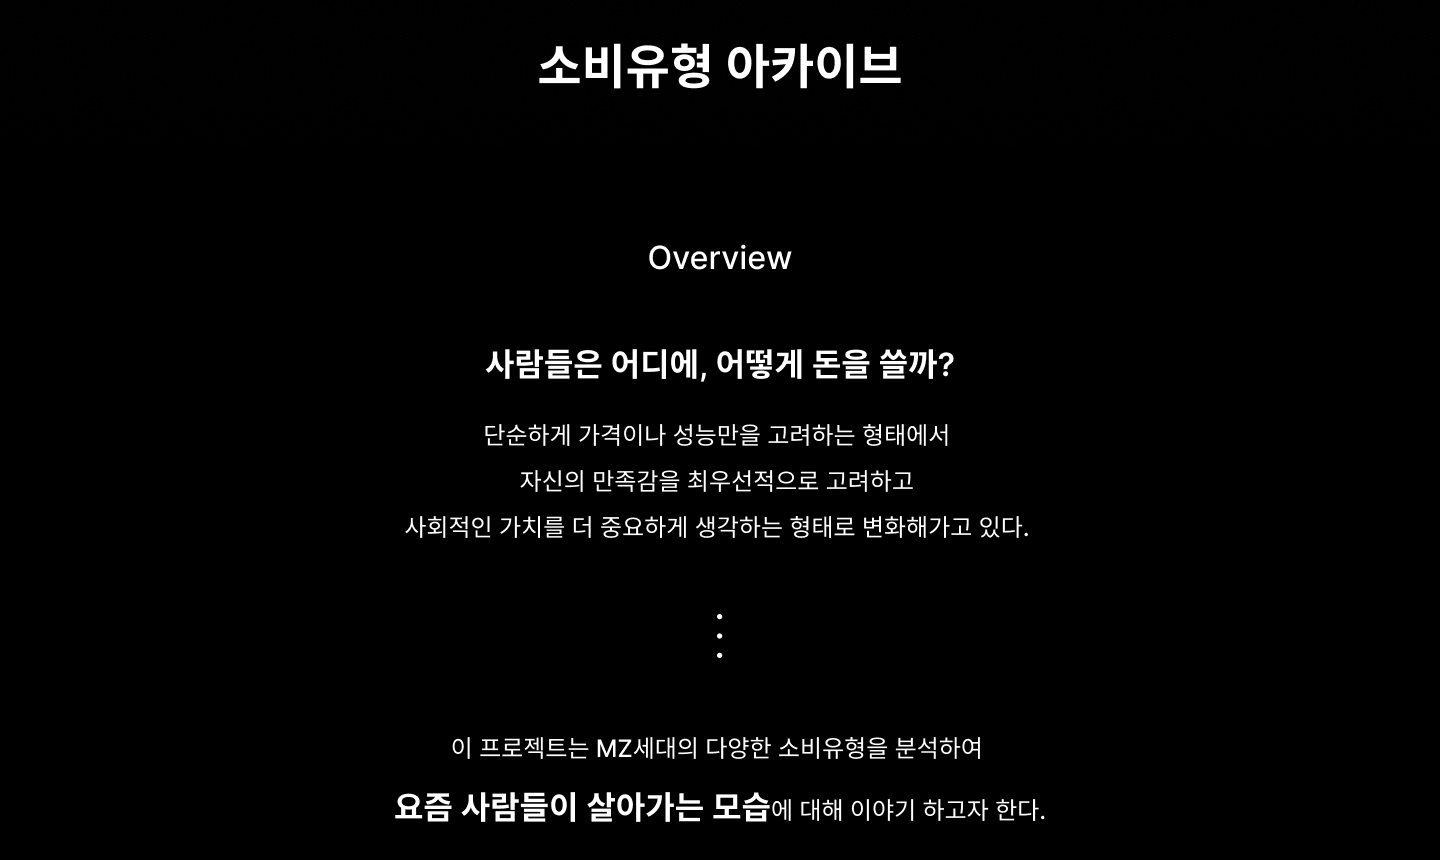 소비유형 아카이브
Overview
사람들은 어디에, 어떻게 돈을 쓸까?
단순하게 가격이나 성능만을 고려하는 형태에서
자신의 만족감을 최우선적으로 고려하고
사회적인 가치를 더 중요하게 생각하는 형태로 변화해가고 있다.
이 프로젝트는 MZ세대의 다양한 소비유형을 분석하여
요즘 사람들이 살아가는 모습에 대해 이야기 하고자 한다.